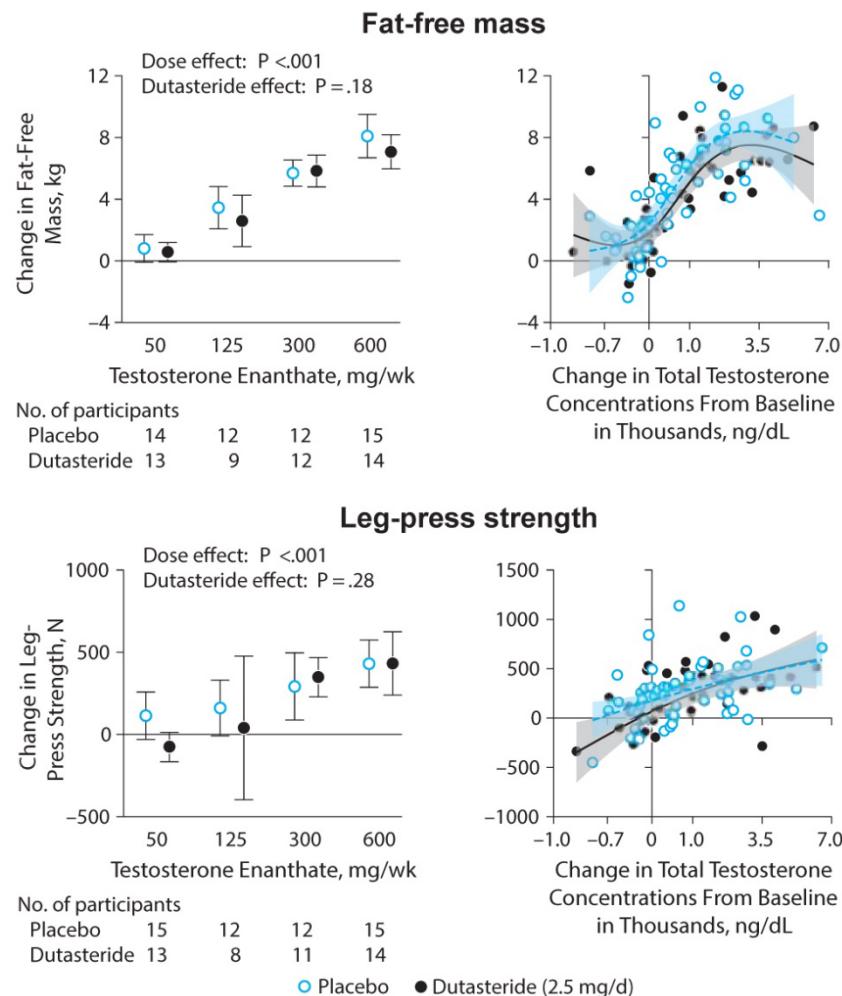 Fat-free mass
Dose effect: P <.001
Dutasteride effect: P = .18
Change in Fat-Free
Mass, kg
12
8
4
0
−4
50 125 300 600
Testosterone Enanthate, mg/wk
No. of participants
Placebo 14 12 12 15
Dutasteride 13 9 12 14
12
8
4
0
−4
−1.0 −0.7 0 1.0 3.5 7.0
Change in Total Testosterone
Concentrations From Baseline
in Thousands, ng/dL
Leg-press strength
Dose effect: P <.001
Dutasteride effect: P = .28
Change in Leg-
Press Strength, N
1000
500
0
−500
50 125 300 600
Testosterone Enanthate, mg/wk
No. of participants
Placebo 15 12 12 15
Dutasteride 13 8 11 14
1500
1000
500
0
−500
−1000
−1.0 −0.7 0 1.0 3.5 7.0
Change in Total Testosterone
Concentrations From Baseline
in Thousands, ng/dL
Placebo Dutasteride (2.5 mg/d)